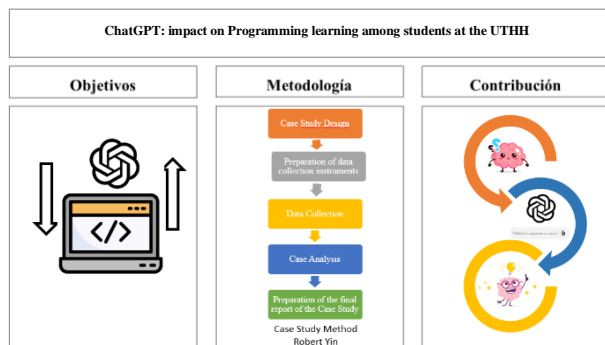 ChatGPT: impact on Programming learning among students at the UTHH
Objetivos
Metodología
Contribución
</>
Case Study Design
Preparation of data
collection instruments
Data Collection
Case Analysis
Preparation of the final
report of the Case Study
Case Study Method
Robert Yin